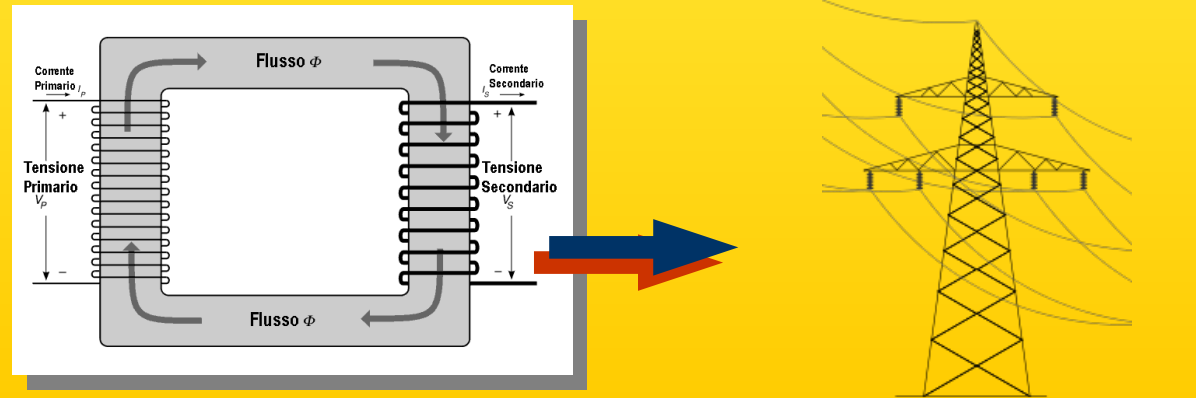 Flusso Φ
Corrente
Primario I_P
Corrente
I_S Secondario
+
+
Tensione
Primario
V_P
Tensione
Secondario
V_S
–
–
Flusso Φ